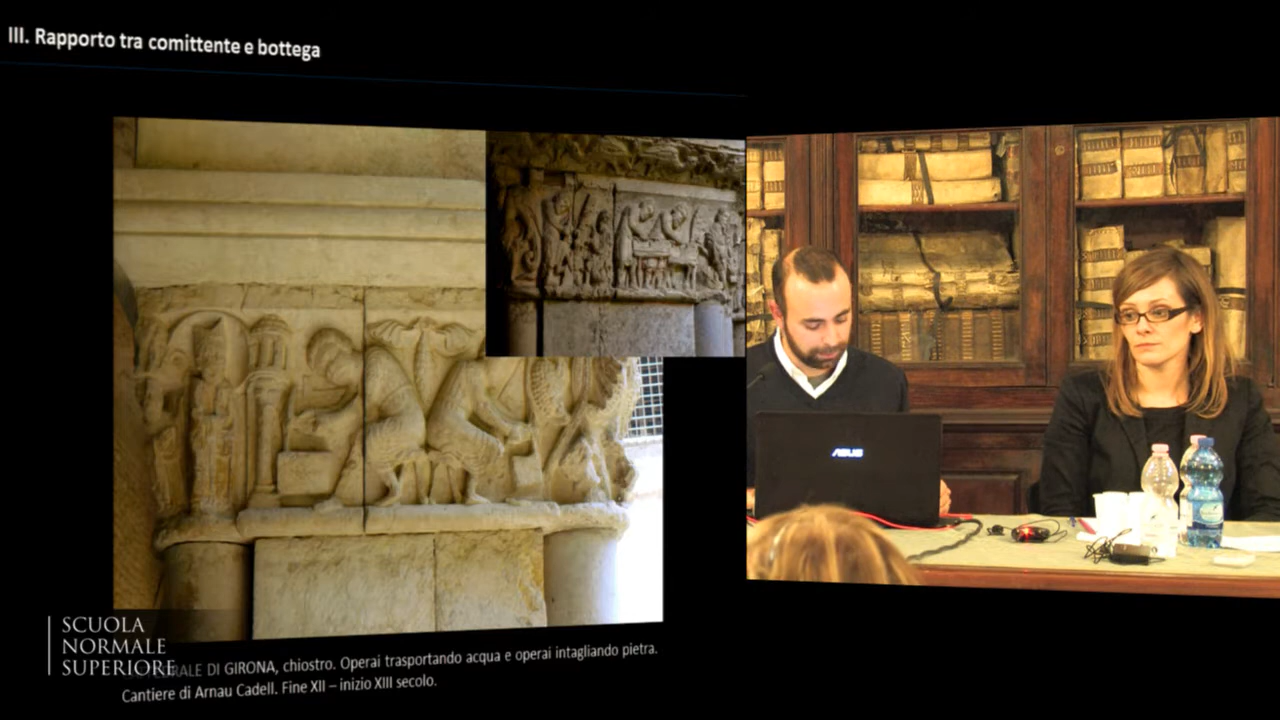 III. Rapporto tra comittente e bottega
ASUS
SCUOLA
NORMALE
SUPERIORE
CATTEDRALE DI GIRONA, chiostro. Operai trasportando acqua e operai intagliando pietra.
Cantiere di Arnau Cadell. Fine XII – inizio XIII secolo.